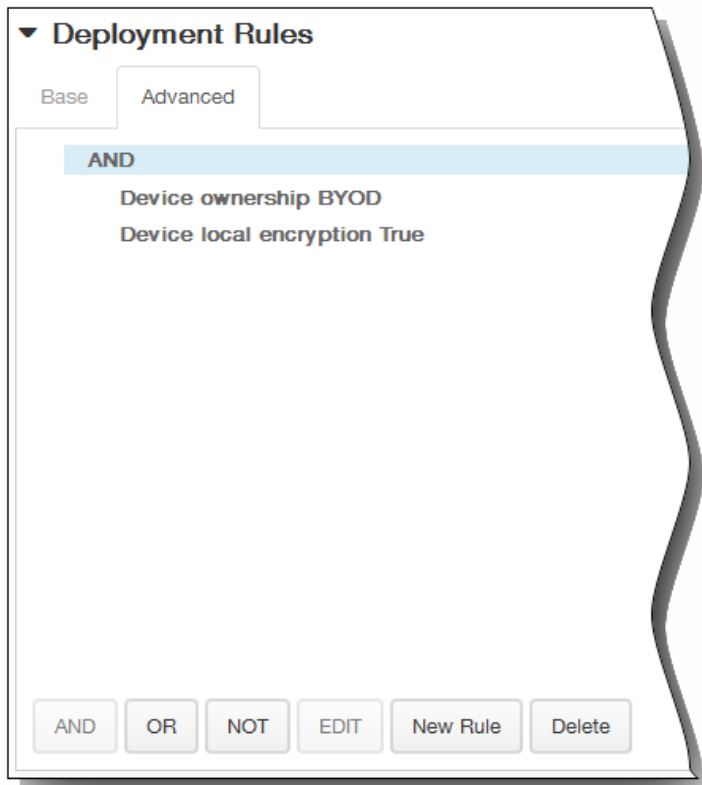 Deployment Rules
Base Advanced
AND
Device ownership BYOD
Device local encryption True
AND OR NOT EDIT New Rule Delete